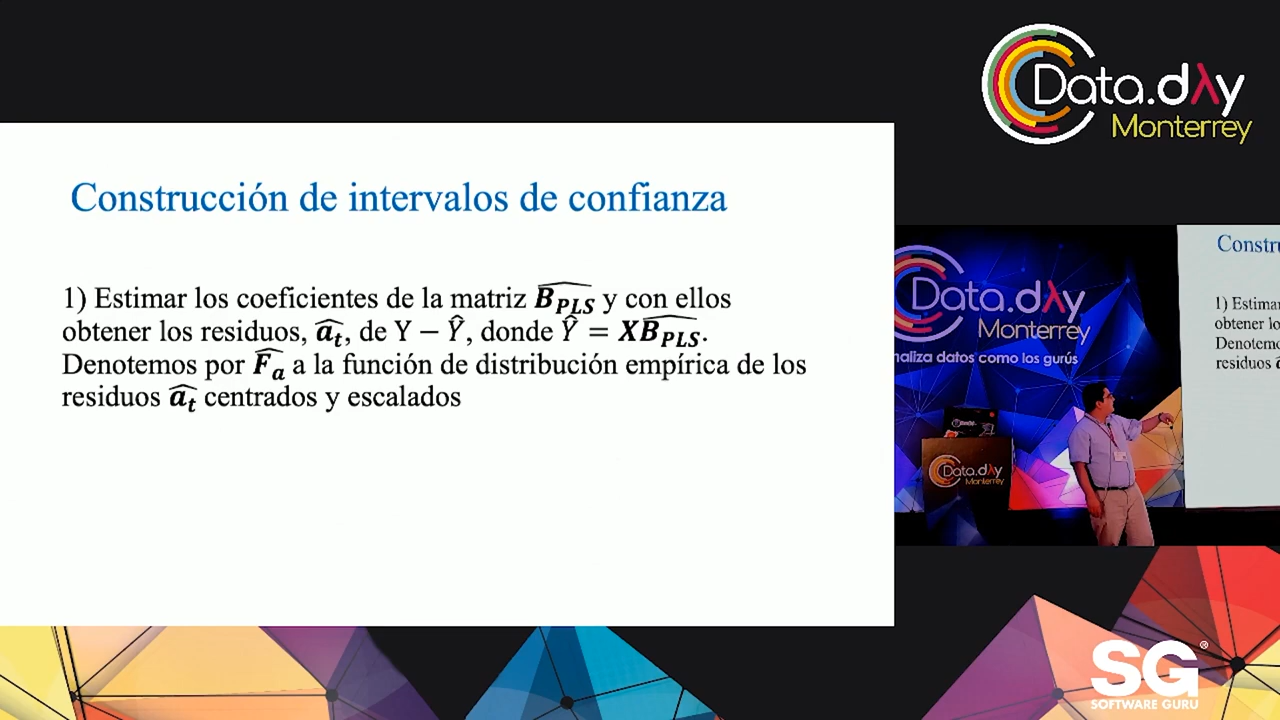 Data.dλy
Monterrey
Construcción de intervalos de confianza
1) Estimar los coeficientes de la matriz $\widehat{B_{PLS}}$ y con ellos
obtener los residuos, $\widehat{a_t}$, de Y − $\hat{Y}$, donde $\hat{Y}$ = $X\widehat{B_{PLS}}$.
Denotemos por $\widehat{F_a}$ a la función de distribución empírica de los
residuos $\widehat{a_t}$ centrados y escalados
Data.dλy
Monterrey
naliza datos como los gurús
Data.dλy
Monterrey
Constru
1) Estimar
obtener lo
Denotemo
residuos
SG®
SOFTWARE GURU